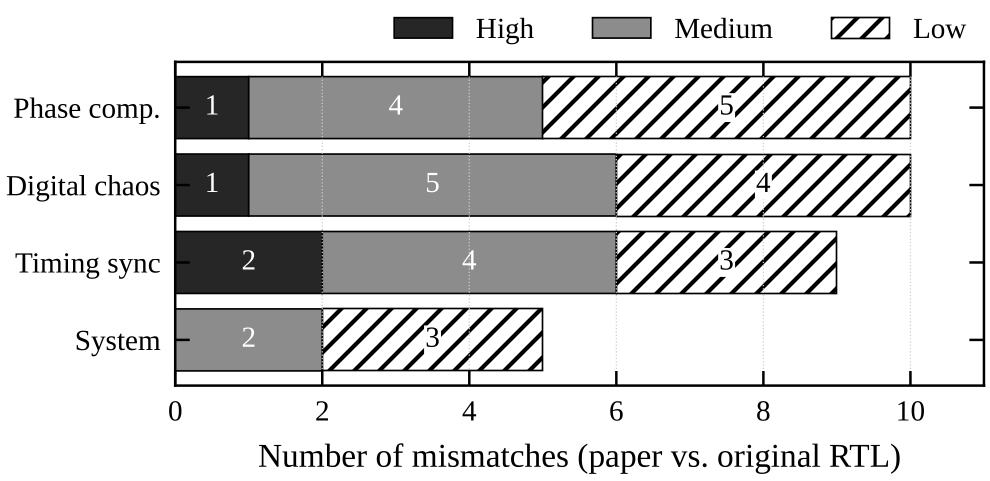 High Medium Low
Phase comp. 1 4 5
Digital chaos 1 5 4
Timing sync 2 4 3
System 2 3
0 2 4 6 8 10
Number of mismatches (paper vs. original RTL)